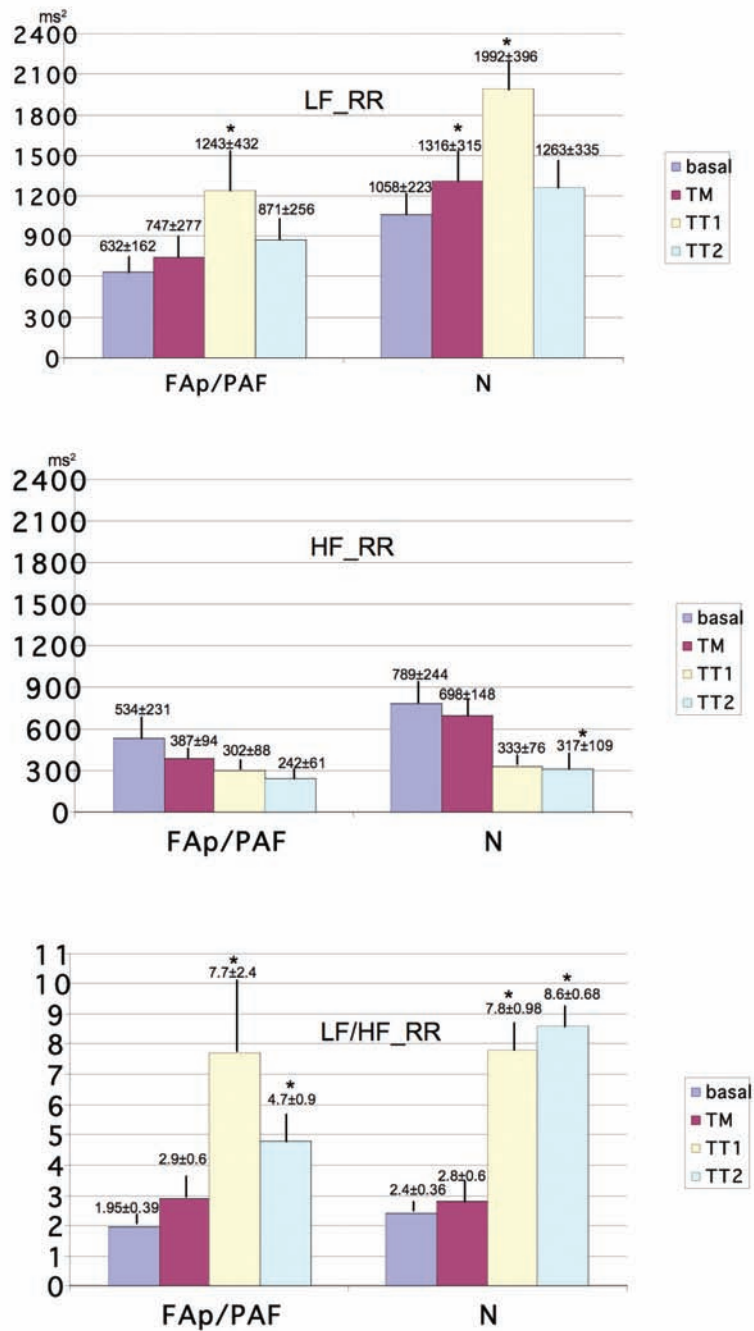 ms²
2400
2100
1800
1500
1200
900
600
300
0
LF_RR
632±162
747±277
*
1243±432
871±256
1058±223
*
1316±315
*
1992±396
1263±335
FAp/PAF
N
basal
TM
TT1
TT2
ms²
2400
2100
1800
1500
1200
900
600
300
0
HF_RR
534±231
387±94
302±88
242±61
789±244
698±148
333±76
*
317±109
FAp/PAF
N
basal
TM
TT1
TT2
11
10
9
8
7
6
5
4
3
2
1
0
LF/HF_RR
1.95±0.39
2.9±0.6
*
7.7±2.4
*
4.7±0.9
2.4±0.36
2.8±0.6
*
7.8±0.98
*
8.6±0.68
FAp/PAF
N
basal
TM
TT1
TT2